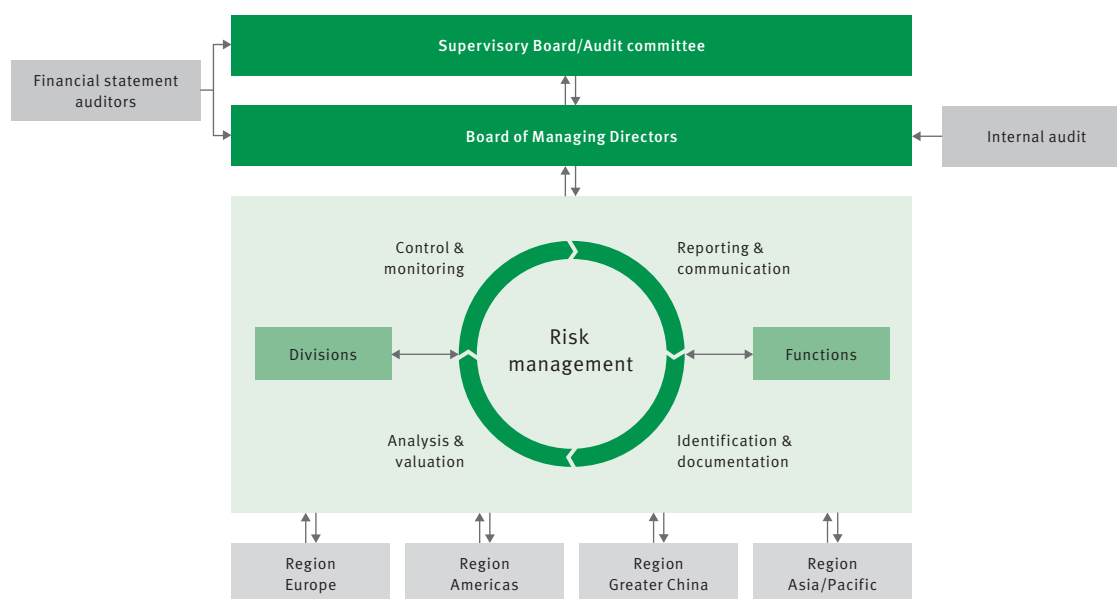 Supervisory Board/Audit committee
Financial statement
auditors
Board of Managing Directors
Internal audit
Control &
monitoring
Reporting &
communication
Divisions
Risk
management
Functions
Analysis &
valuation
Identification &
documentation
Region
Europe
Region
Americas
Region
Greater China
Region
Asia/Pacific